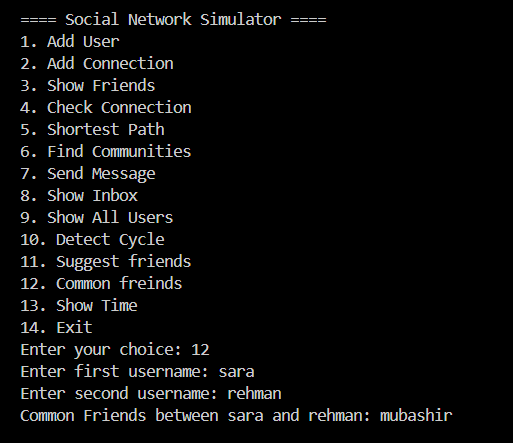 ==== Social Network Simulator ====
1. Add User
2. Add Connection
3. Show Friends
4. Check Connection
5. Shortest Path
6. Find Communities
7. Send Message
8. Show Inbox
9. Show All Users
10. Detect Cycle
11. Suggest friends
12. Common freinds
13. Show Time
14. Exit
Enter your choice: 12
Enter first username: sara
Enter second username: rehman
Common Friends between sara and rehman: mubashir